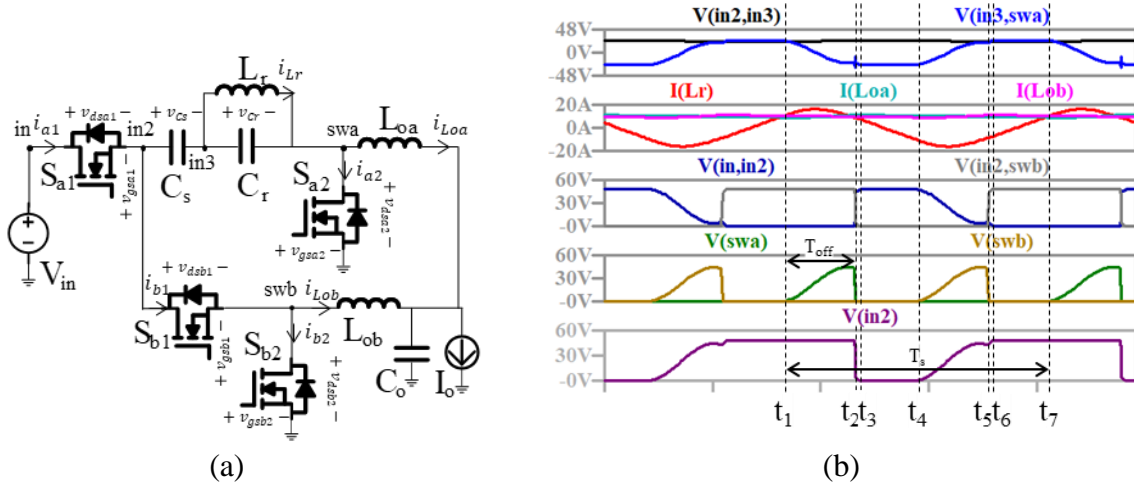 L_r i_Lr
+ v_dsa1 −
in i_a1
in2
+ v_Cs −
+ v_Cr −
in3
swa
L_oa
i_Loa
S_a1
+ v_gsa1 −
C_s
C_r
S_a2
i_a2
+ v_dsa2 −
+ v_gsa2 −
V_in
i_b1
+ v_dsb1 −
swb
i_Lob
S_b1
+ v_gsb1 −
S_b2
i_b2
L_ob
+ v_dsb2 −
+ v_gsb2 −
C_o
I_o
(a)
V(in2,in3) V(in3,swa)
48V
0V
-48V
I(Lr) I(Loa) I(Lob)
20A
0A
-20A
V(in,in2) V(in2,swb)
60V
30V
0V
V(swa) V(swb)
60V
30V
-0V
T_off
V(in2)
60V
30V
-0V
T_s
t_1 t_2 t_3 t_4 t_5 t_6 t_7
(b)